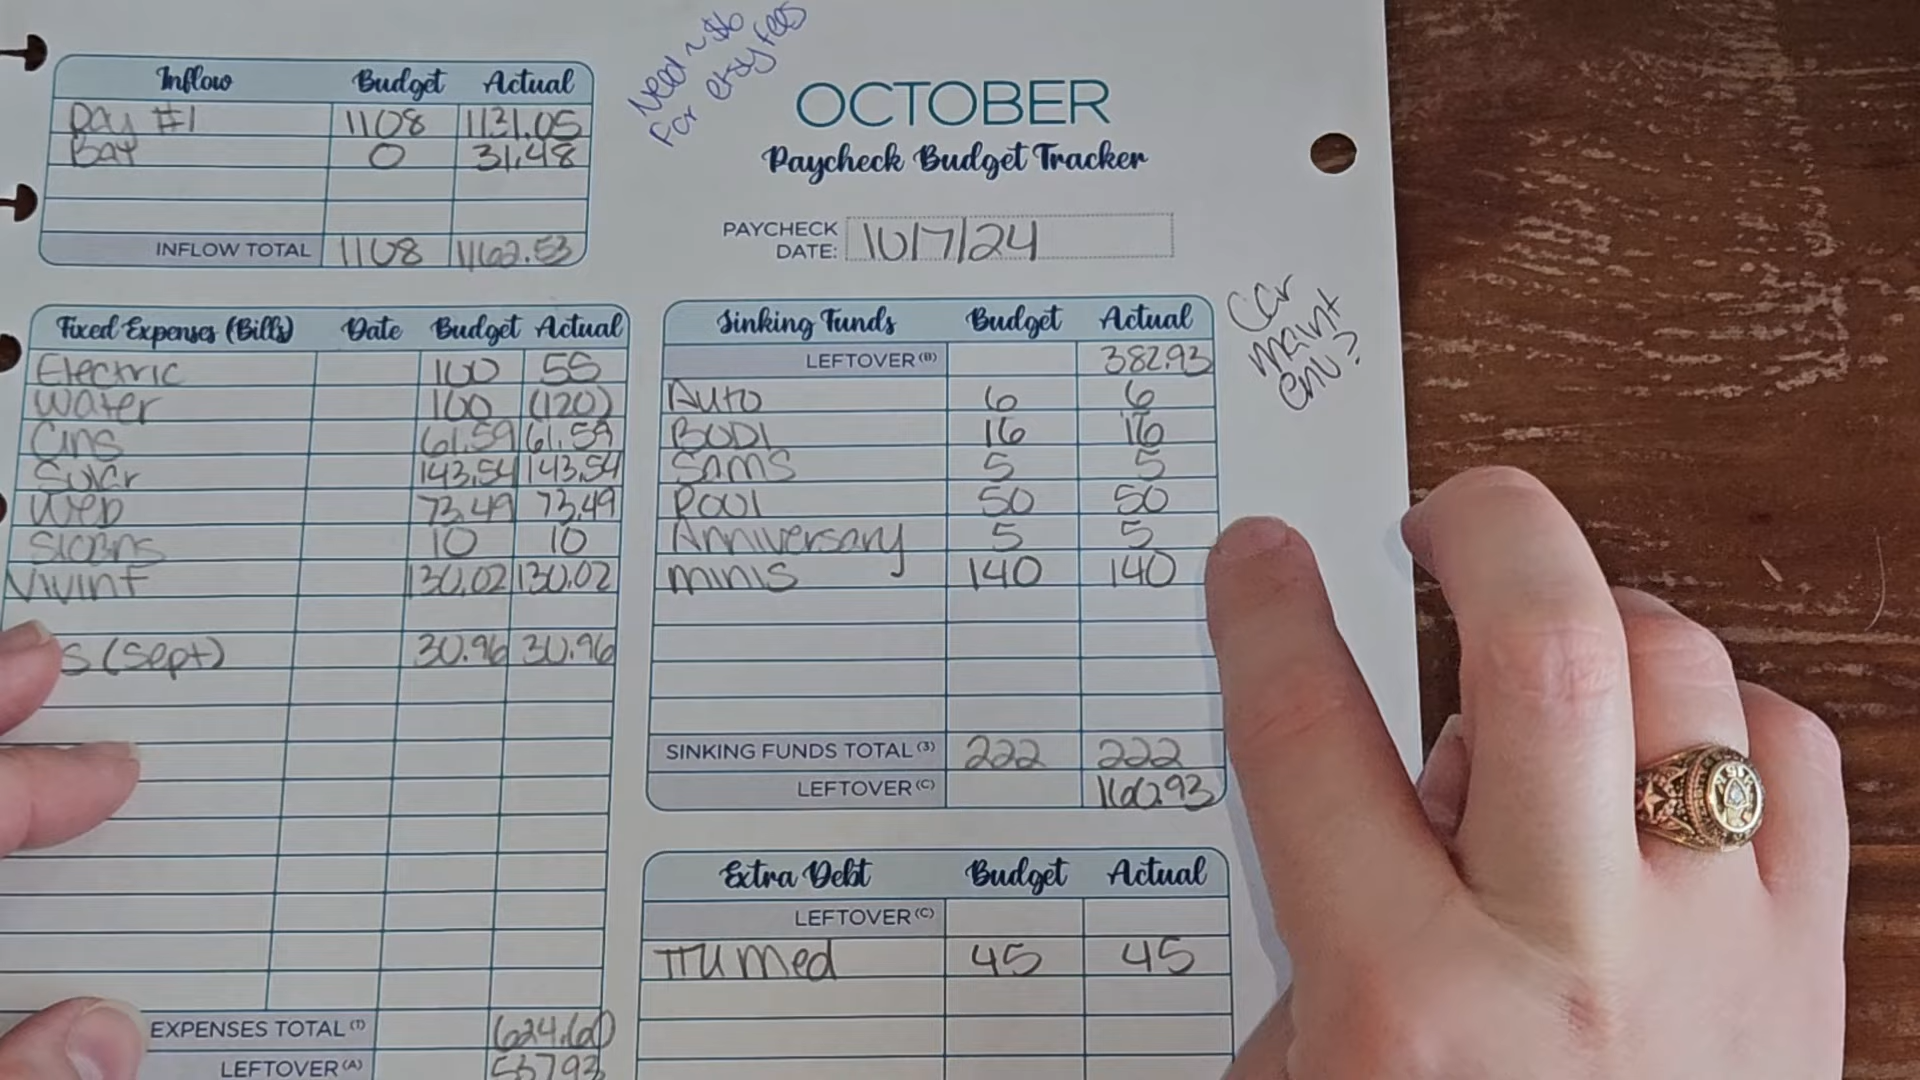 Need ~ $6
for etsy fees
Inflow Budget Actual
Pay #1 1108 1131.05
Bay 0 31.48
INFLOW TOTAL 1108 1162.53
OCTOBER
Paycheck Budget Tracker
PAYCHECK DATE: 10/7/24
Fixed Expenses (Bills) Date Budget Actual
Electric 100 55
Water 100 (120)
Cins 61.59 61.59
Solar 143.54 143.54
Web 73.49 73.49
10 10
Vivint 130.02 130.02
s (Sept) 30.96 30.96
EXPENSES TOTAL (1) 624.60
LEFTOVER (A) 537.93
Sinking Funds Budget Actual
LEFTOVER (B) 382.93
Auto 6 6
BODI 16 16
Sams 5 5
Pool 50 50
Anniversary 5 5
minis 140 140
SINKING FUNDS TOTAL (3) 222 222
LEFTOVER (C) 160.93
Car
maint
env?
Extra Debt Budget Actual
LEFTOVER (C)
TTU Med 45 45